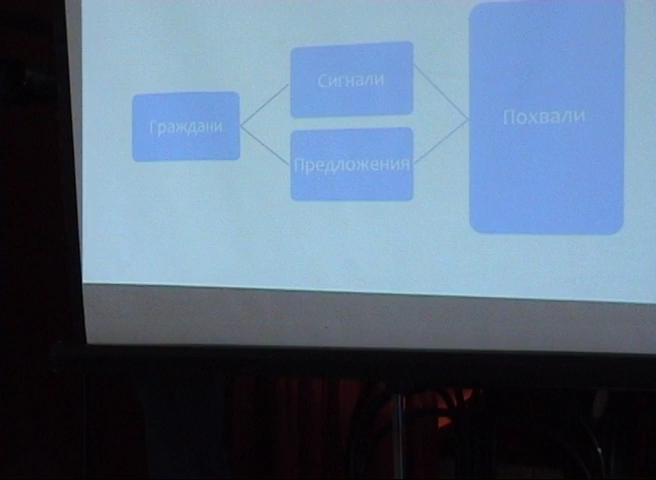 Граждани
Сигнали
Предложения
Похвали